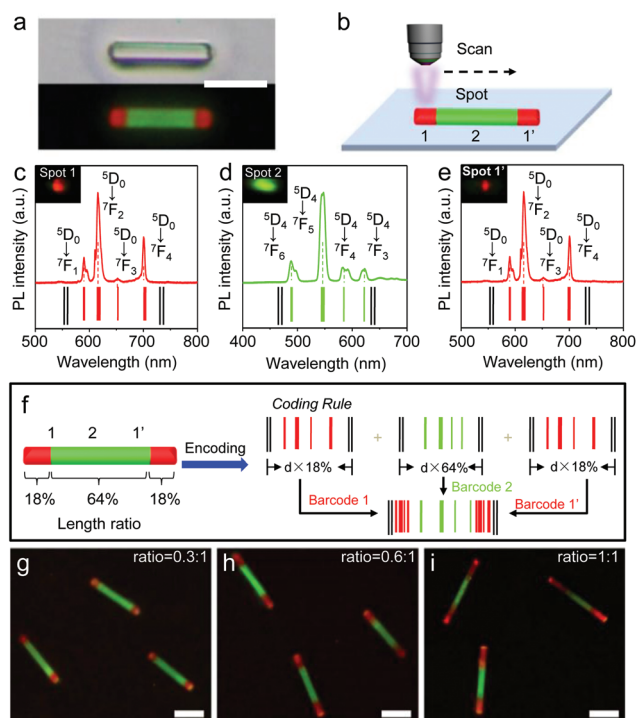 a
b
Scan
Spot
1 2 1'
c
Spot 1
⁵D₀
⁷F₁
⁵D₀
⁷F₂
⁵D₀
⁷F₃
⁵D₀
⁷F₄
PL intensity (a.u.)
500 600 700 800
Wavelength (nm)
d
Spot 2
⁵D₄
⁷F₆
⁵D₄
⁷F₅
⁵D₄
⁷F₄
⁵D₄
⁷F₃
PL intensity (a.u.)
400 500 600 700
Wavelength (nm)
e
Spot 1'
⁵D₀
⁷F₁
⁵D₀
⁷F₂
⁵D₀
⁷F₃
⁵D₀
⁷F₄
PL intensity (a.u.)
500 600 700 800
Wavelength (nm)
f
1 2 1'
18% 64% 18%
Length ratio
Encoding
Coding Rule
+ +
d×18% d×64% d×18%
Barcode 1 Barcode 2 Barcode 1'
g
ratio=0.3:1
h
ratio=0.6:1
i
ratio=1:1